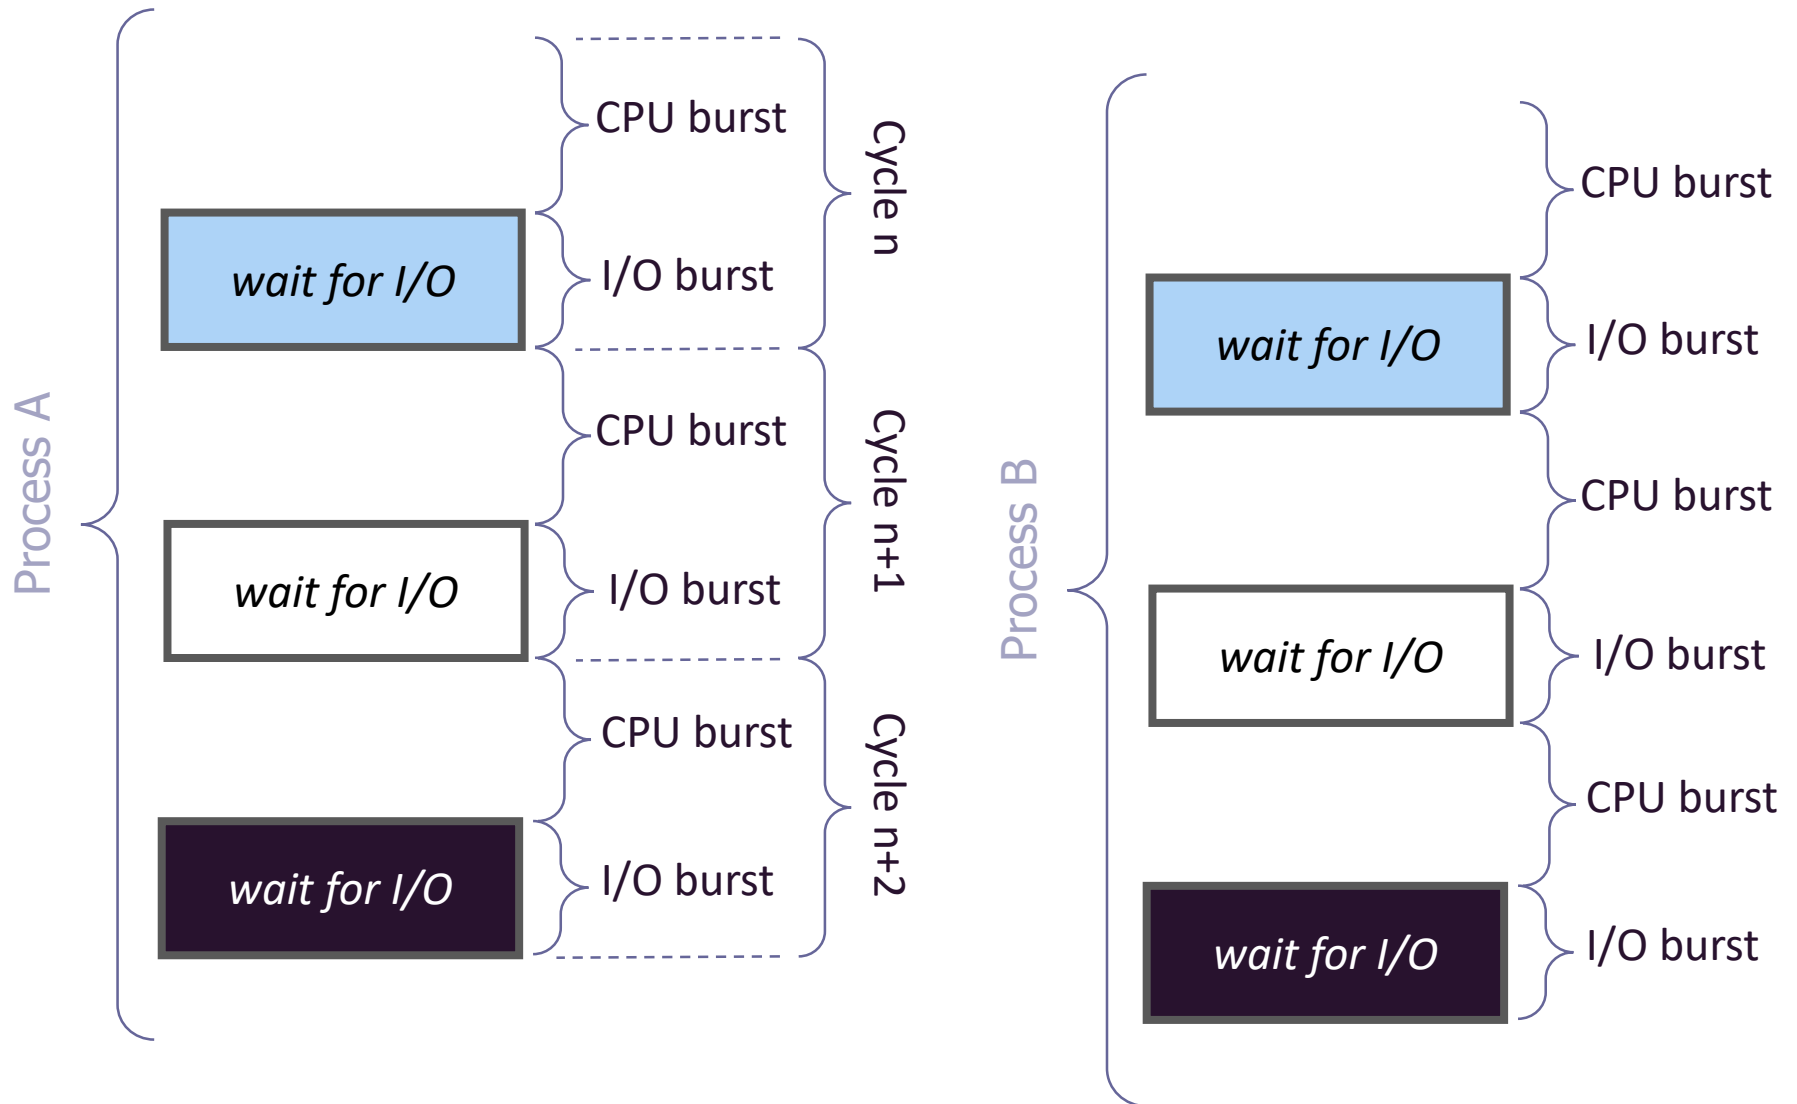 Process A
CPU burst
wait for I/O
I/O burst
Cycle n
CPU burst
wait for I/O
I/O burst
Cycle n+1
CPU burst
wait for I/O
I/O burst
Cycle n+2
Process B
CPU burst
wait for I/O
I/O burst
CPU burst
wait for I/O
I/O burst
CPU burst
wait for I/O
I/O burst